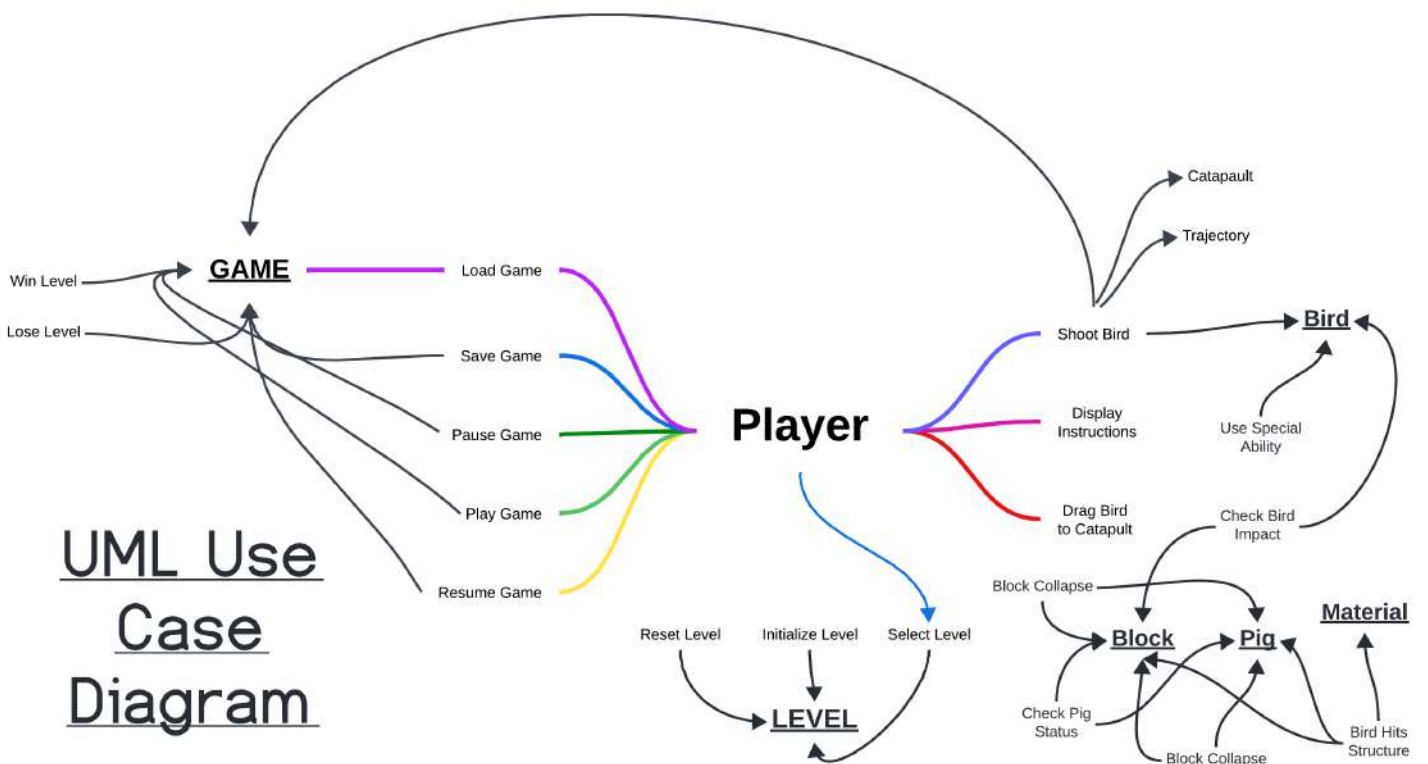 Catapault
Trajectory
GAME
Load Game
Win Level
Lose Level
Shoot Bird
Bird
Save Game
Player
Display
Instructions
Use Special
Ability
Pause Game
Play Game
Drag Bird
to Catapult
Check Bird
Impact
UML Use
Case
Diagram
Resume Game
Block Collapse
Reset Level
Initialize Level
Select Level
Block
Pig
Material
LEVEL
Check Pig
Status
Block Collapse
Bird Hits
Structure